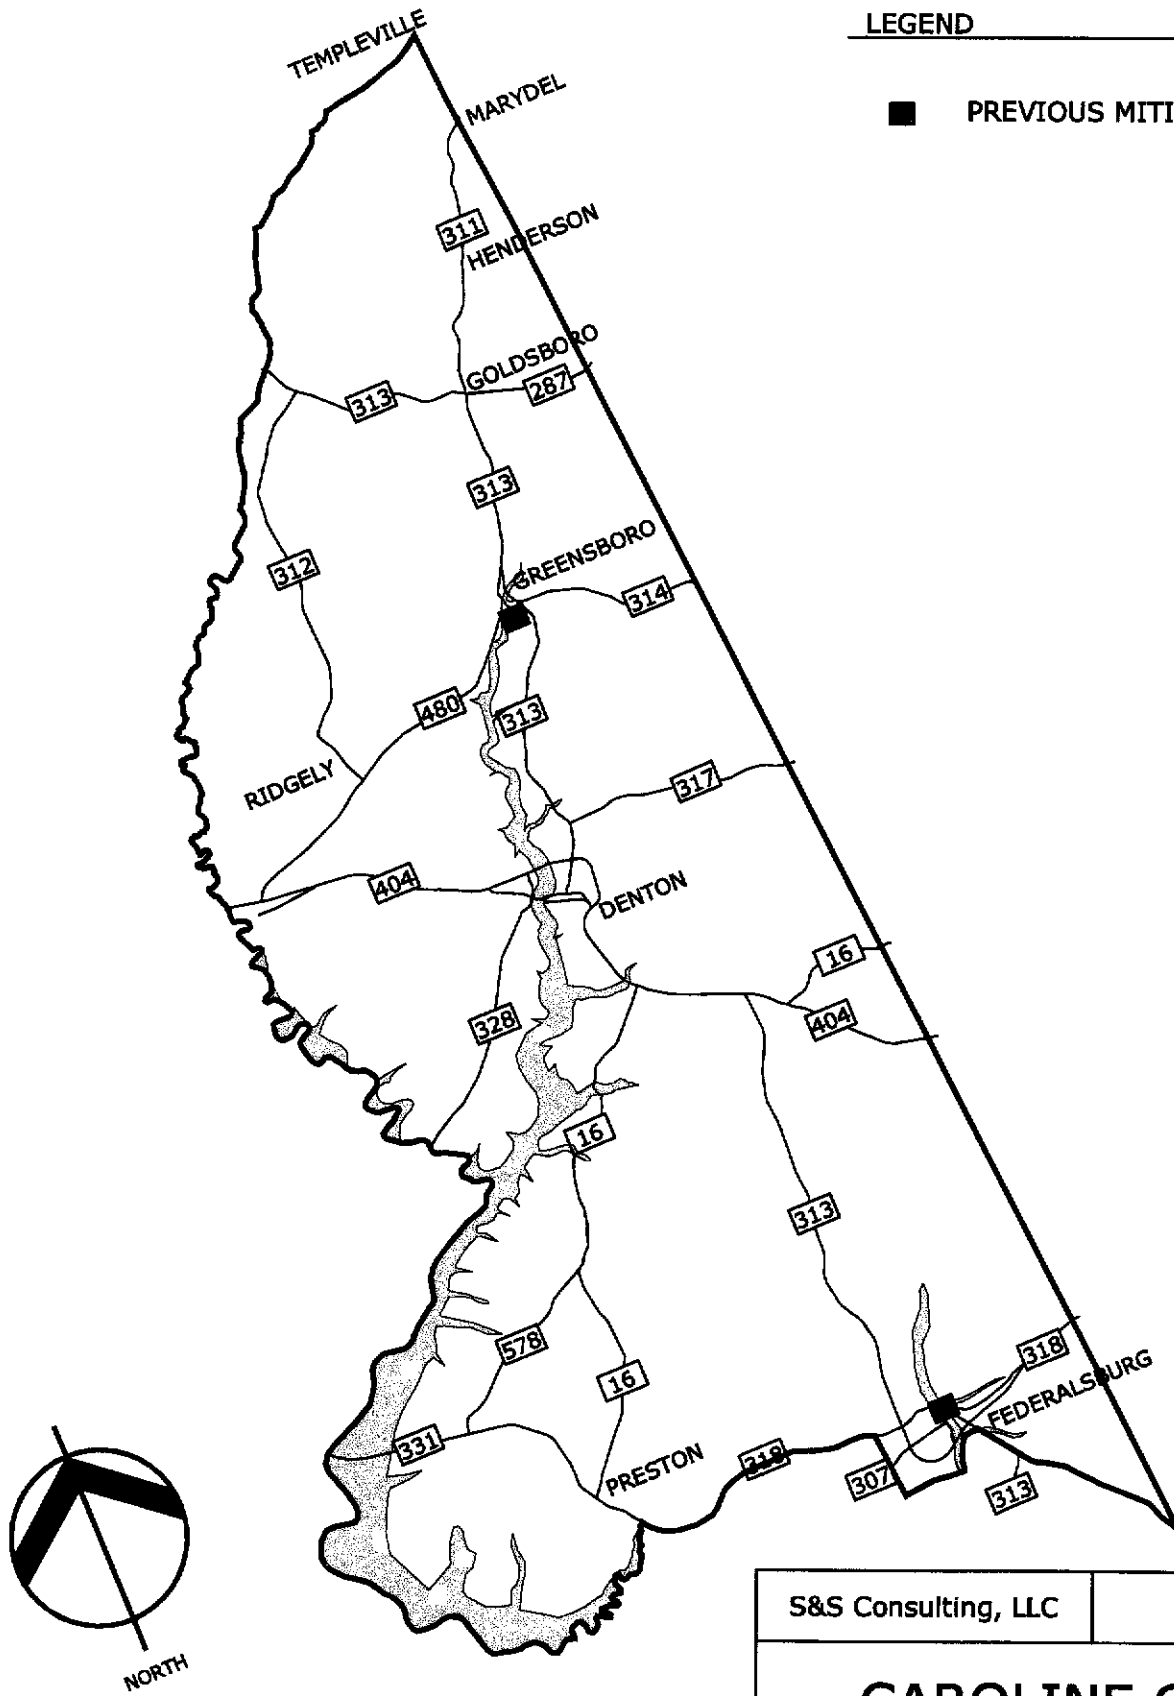 LEGEND
PREVIOUS MITI
TEMPLEVILLE
MARYDEL
311
HENDERSON
GOLDSBORO
313
287
313
GREENSBORO
312
314
480
313
RIDGELY
317
404
DENTON
16
328
404
16
313
578
318
16
FEDERALSBURG
331
PRESTON
318
307
313
NORTH
S&S Consulting, LLC
CAROLINE C